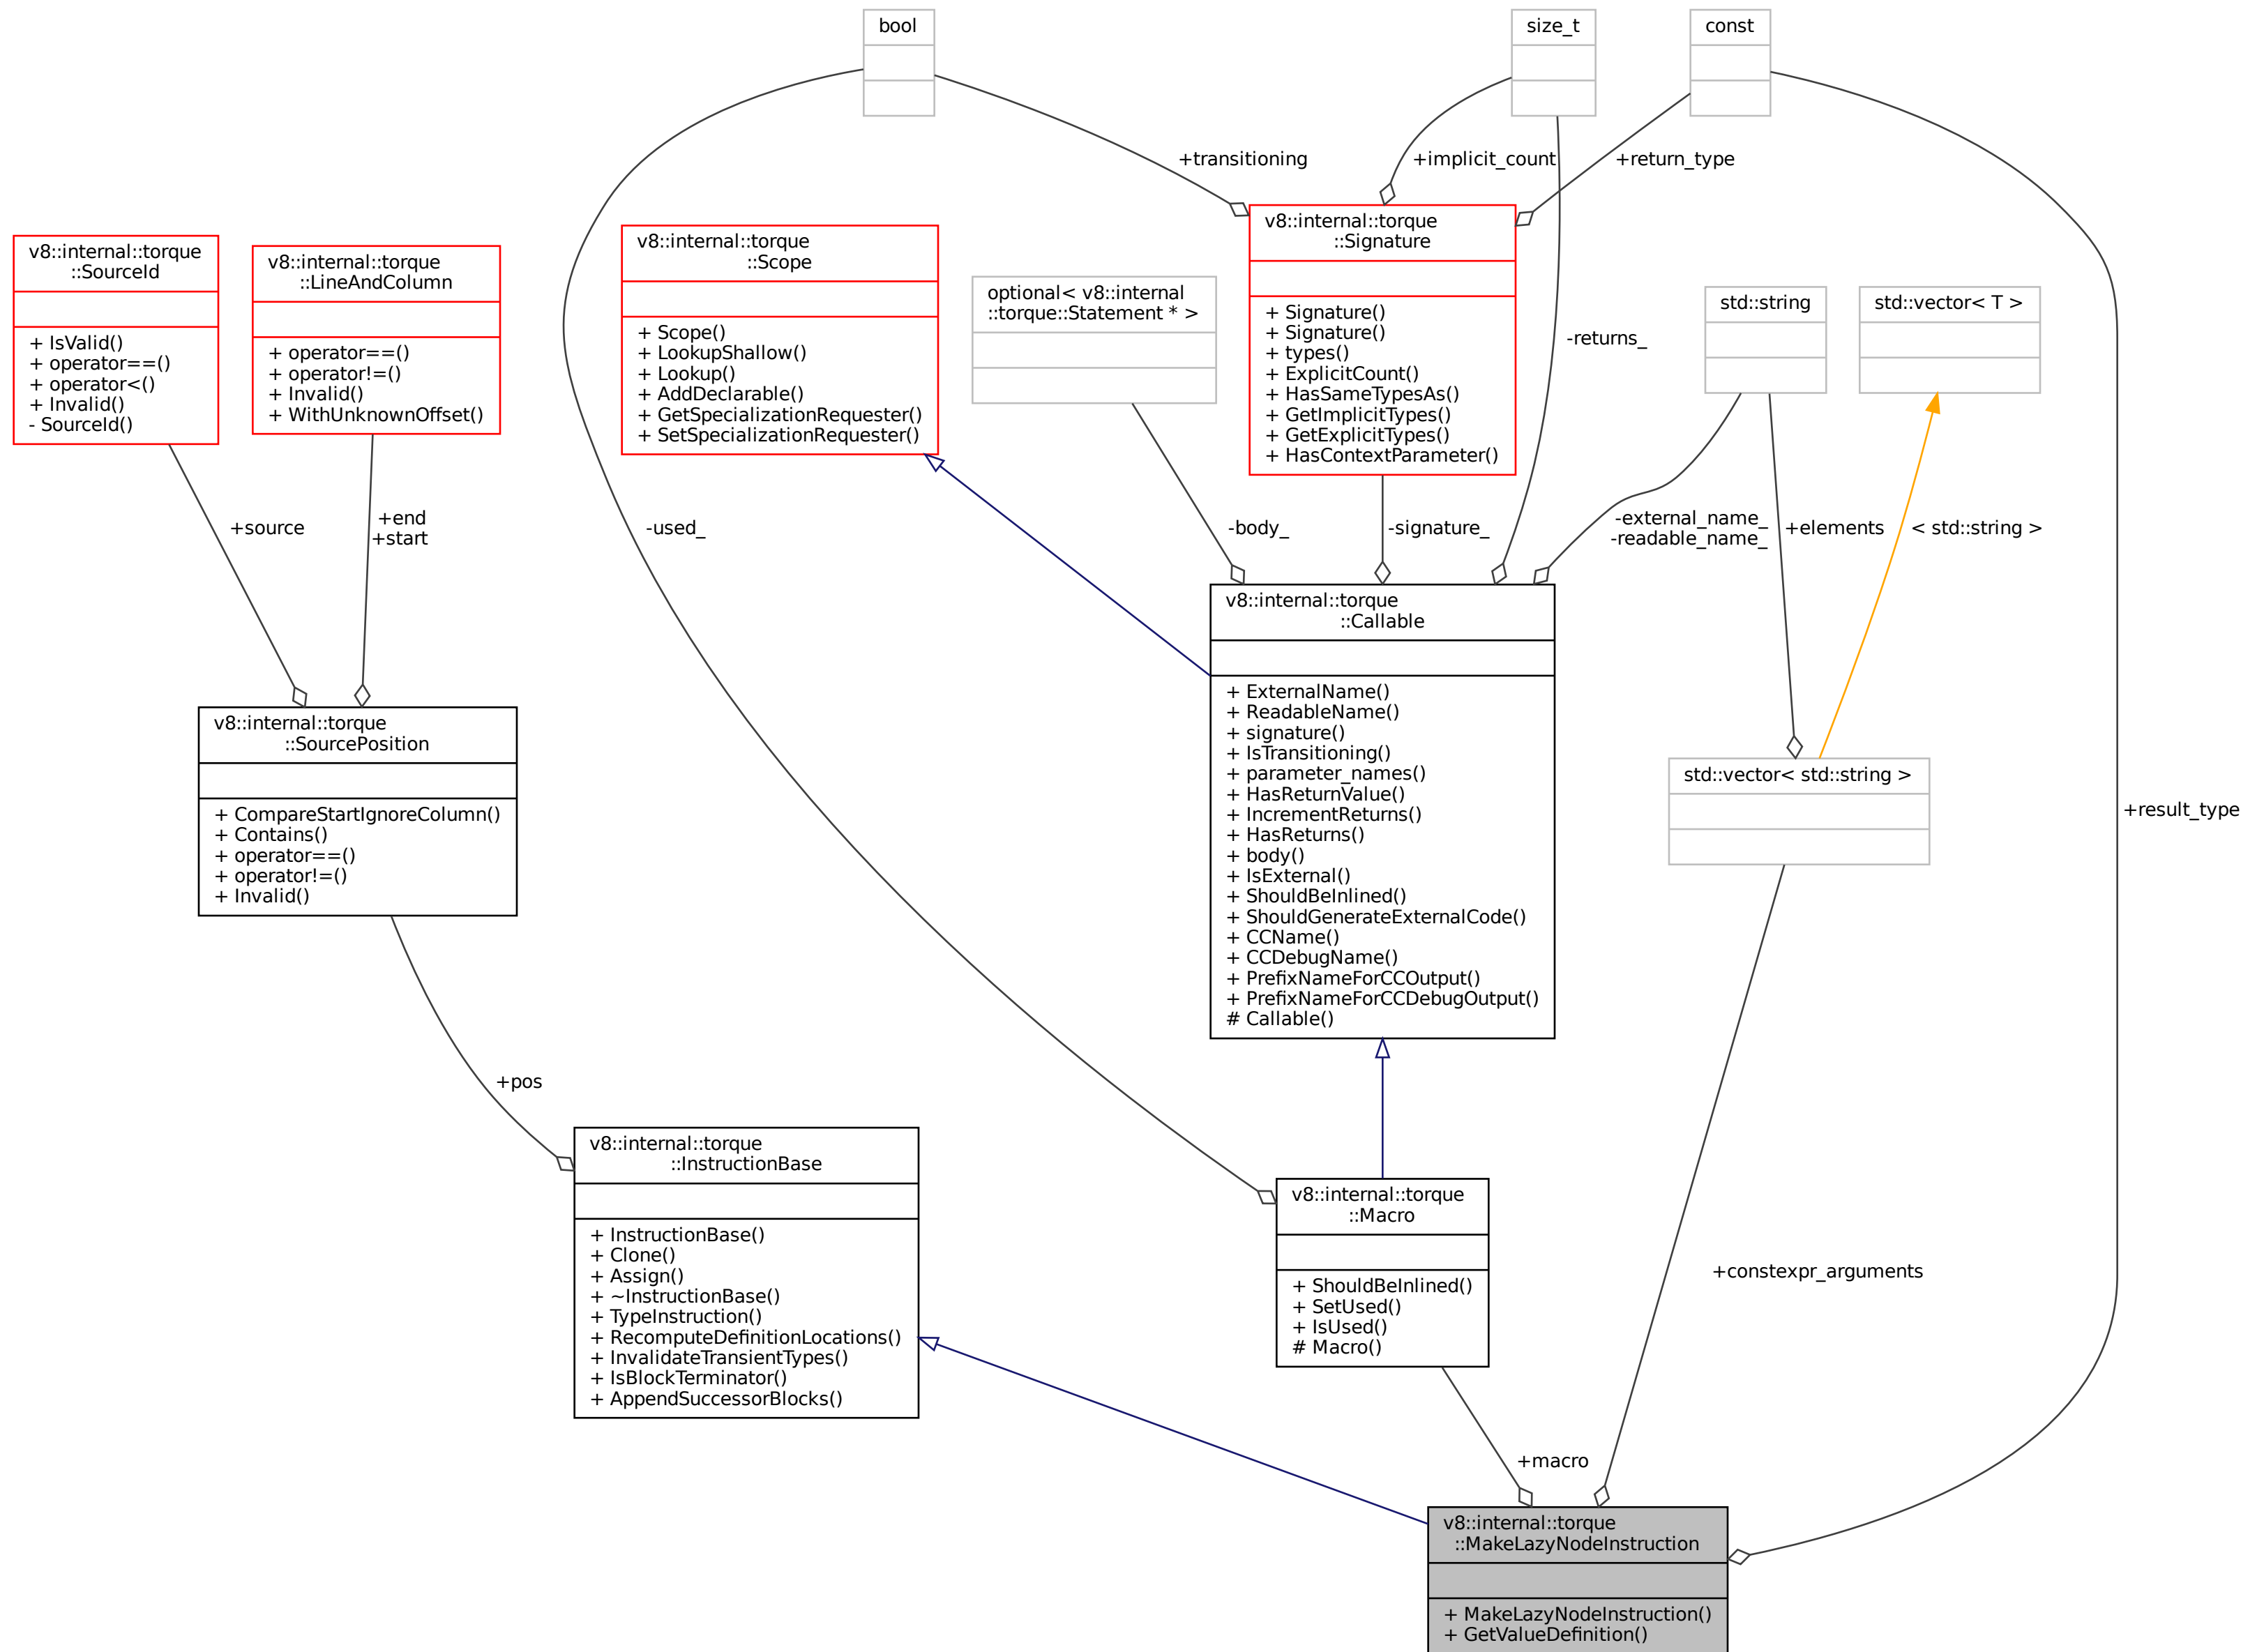 bool
size_t
const
+transitioning
+implicit_count
+return_type
v8::internal::torque
::Signature
+ Signature()
+ Signature()
+ types()
+ ExplicitCount()
+ HasSameTypesAs()
+ GetImplicitTypes()
+ GetExplicitTypes()
+ HasContextParameter()
v8::internal::torque
::Scope
+ Scope()
+ LookupShallow()
+ Lookup()
+ AddDeclarable()
+ GetSpecializationRequester()
+ SetSpecializationRequester()
v8::internal::torque
::SourceId
+ IsValid()
+ operator==()
+ operator<()
+ Invalid()
- SourceId()
v8::internal::torque
::LineAndColumn
+ operator==()
+ operator!=()
+ Invalid()
+ WithUnknownOffset()
optional< v8::internal
::torque::Statement * >
std::string
std::vector< T >
-returns_
+source
+end
+start
-used_
-body_
-signature_
-external_name_
-readable_name_
+elements
< std::string >
v8::internal::torque
::Callable
+ ExternalName()
+ ReadableName()
+ signature()
+ IsTransitioning()
+ parameter_names()
+ HasReturnValue()
+ IncrementReturns()
+ HasReturns()
+ body()
+ IsExternal()
+ ShouldBeInlined()
+ ShouldGenerateExternalCode()
+ CCName()
+ CCDebugName()
+ PrefixNameForCCOutput()
+ PrefixNameForCCDebugOutput()
# Callable()
v8::internal::torque
::SourcePosition
+ CompareStartIgnoreColumn()
+ Contains()
+ operator==()
+ operator!=()
+ Invalid()
std::vector< std::string >
+result_type
+pos
v8::internal::torque
::InstructionBase
+ InstructionBase()
+ Clone()
+ Assign()
+ ~InstructionBase()
+ TypeInstruction()
+ RecomputeDefinitionLocations()
+ InvalidateTransientTypes()
+ IsBlockTerminator()
+ AppendSuccessorBlocks()
v8::internal::torque
::Macro
+ ShouldBeInlined()
+ SetUsed()
+ IsUsed()
# Macro()
+constexpr_arguments
+macro
v8::internal::torque
::MakeLazyNodeInstruction
+ MakeLazyNodeInstruction()
+ GetValueDefinition()